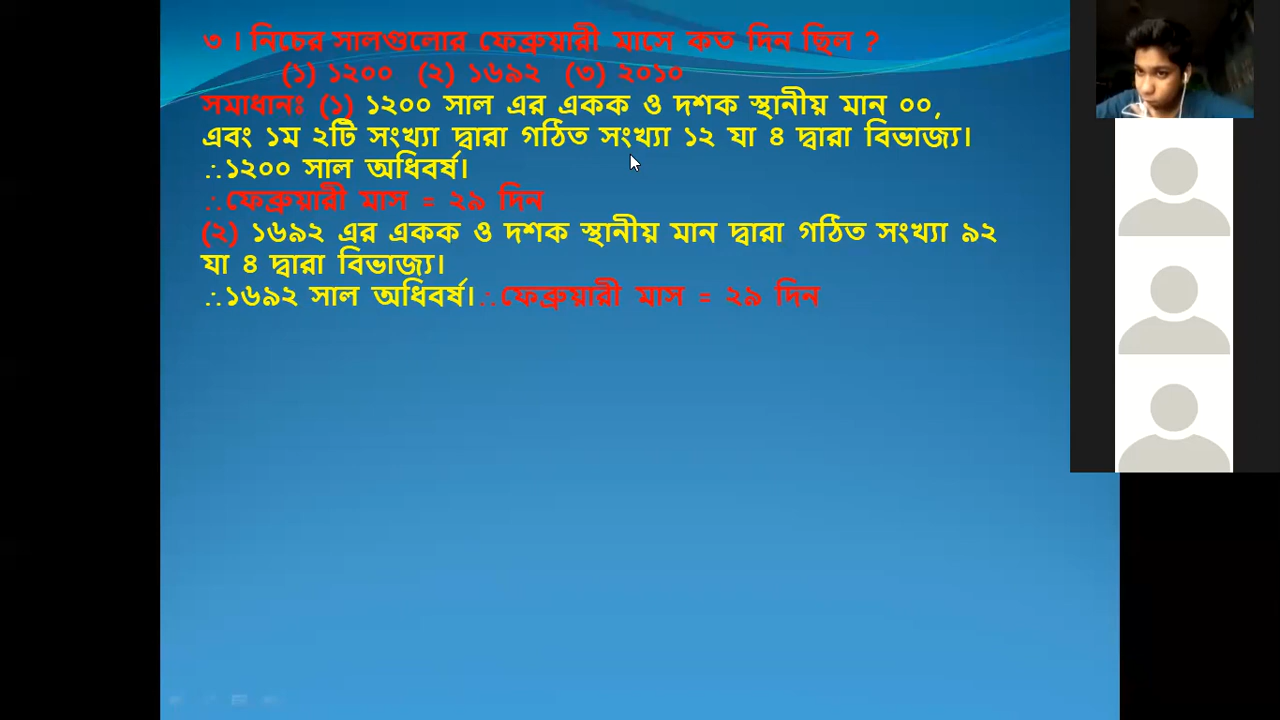 ৩। নিচের সালগুলোর ফেব্রুয়ারী মাসে কত দিন ছিল ?
(১) ১২০০ (২) ১৬৯২ (৩) ২০১০
সমাধানঃ (১) ১২০০ সাল এর একক ও দশক স্থানীয় মান ০০,
এবং ১ম ২টি সংখ্যা দ্বারা গঠিত সংখ্যা ১২ যা ৪ দ্বারা বিভাজ্য।
∴১২০০ সাল অধিবর্ষ।
∴ফেব্রুয়ারী মাস = ২৯ দিন
(২) ১৬৯২ এর একক ও দশক স্থানীয় মান দ্বারা গঠিত সংখ্যা ৯২
যা ৪ দ্বারা বিভাজ্য।
∴১৬৯২ সাল অধিবর্ষ।∴ফেব্রুয়ারী মাস = ২৯ দিন